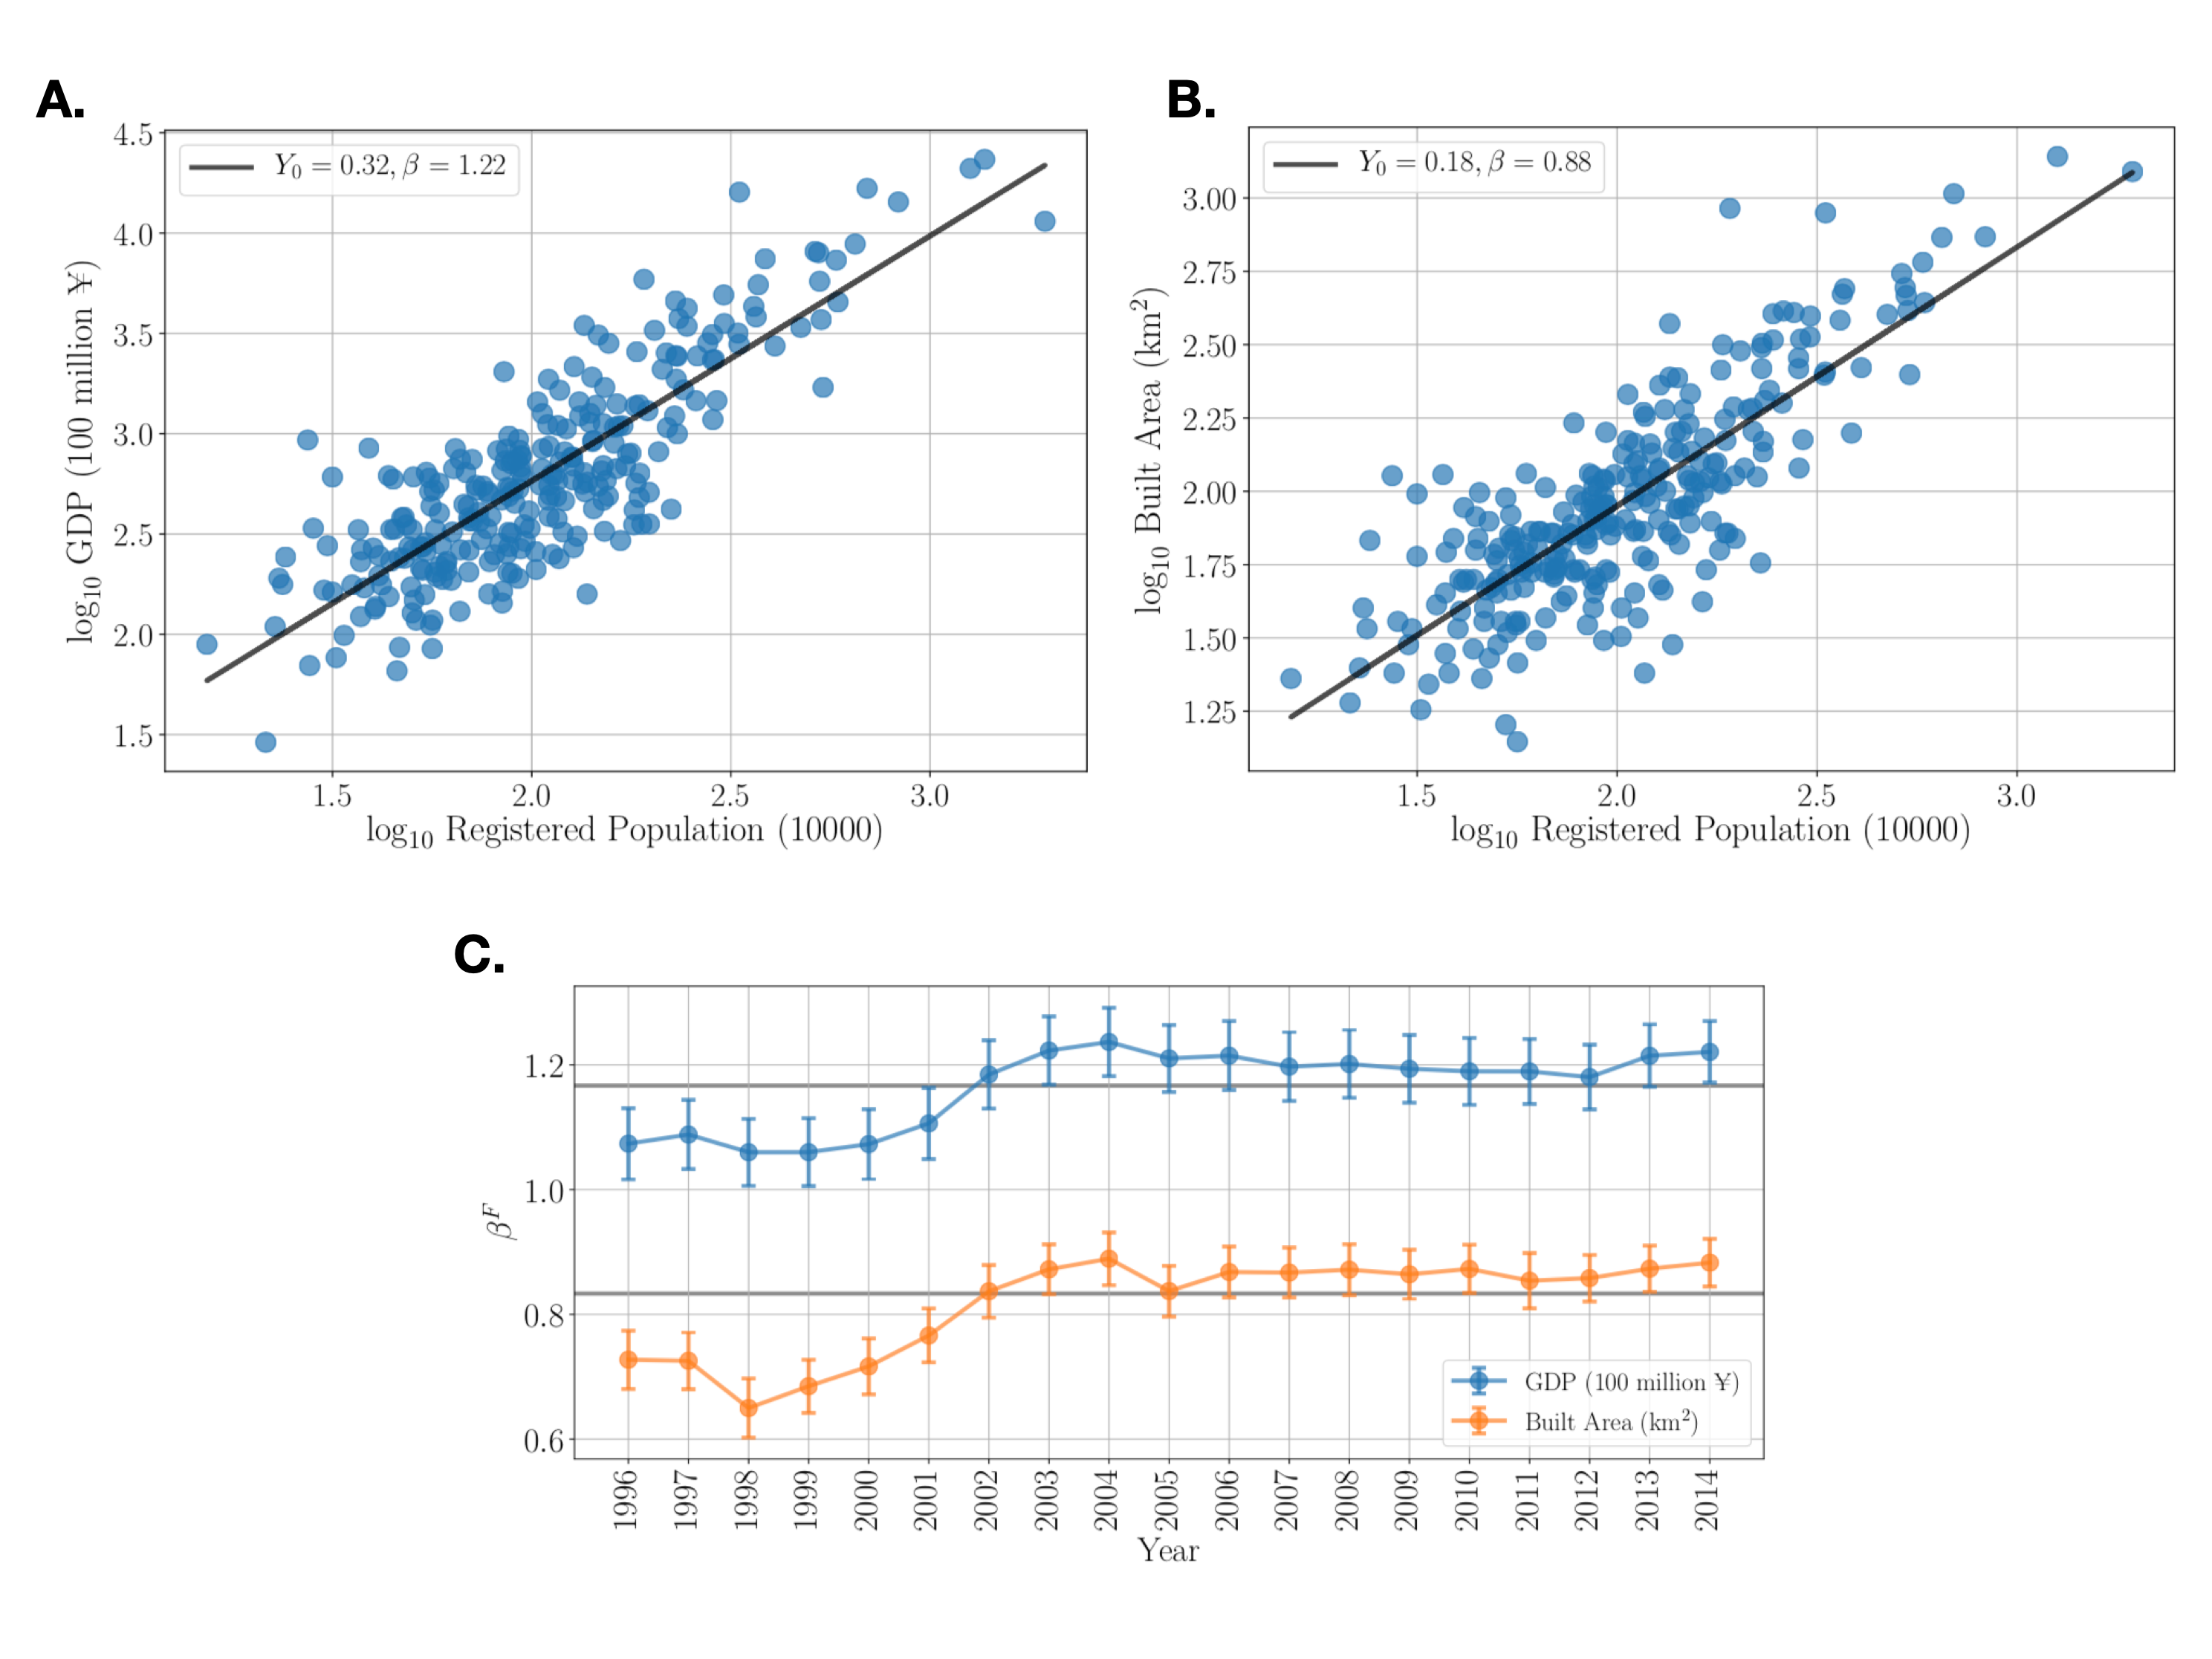 A.
4.5
4.0
3.5
3.0
2.5
2.0
1.5
log₁₀ GDP (100 million ¥)
Y₀ = 0.32, β = 1.22
1.5 2.0 2.5 3.0
log₁₀ Registered Population (10000)
B.
3.00
2.75
2.50
2.25
2.00
1.75
1.50
1.25
log₁₀ Built Area (km²)
Y₀ = 0.18, β = 0.88
1.5 2.0 2.5 3.0
log₁₀ Registered Population (10000)
C.
1.2
1.0
0.8
0.6
βᶠ
GDP (100 million ¥)
Built Area (km²)
1996 1997 1998 1999 2000 2001 2002 2003 2004 2005 2006 2007 2008 2009 2010 2011 2012 2013 2014
Year